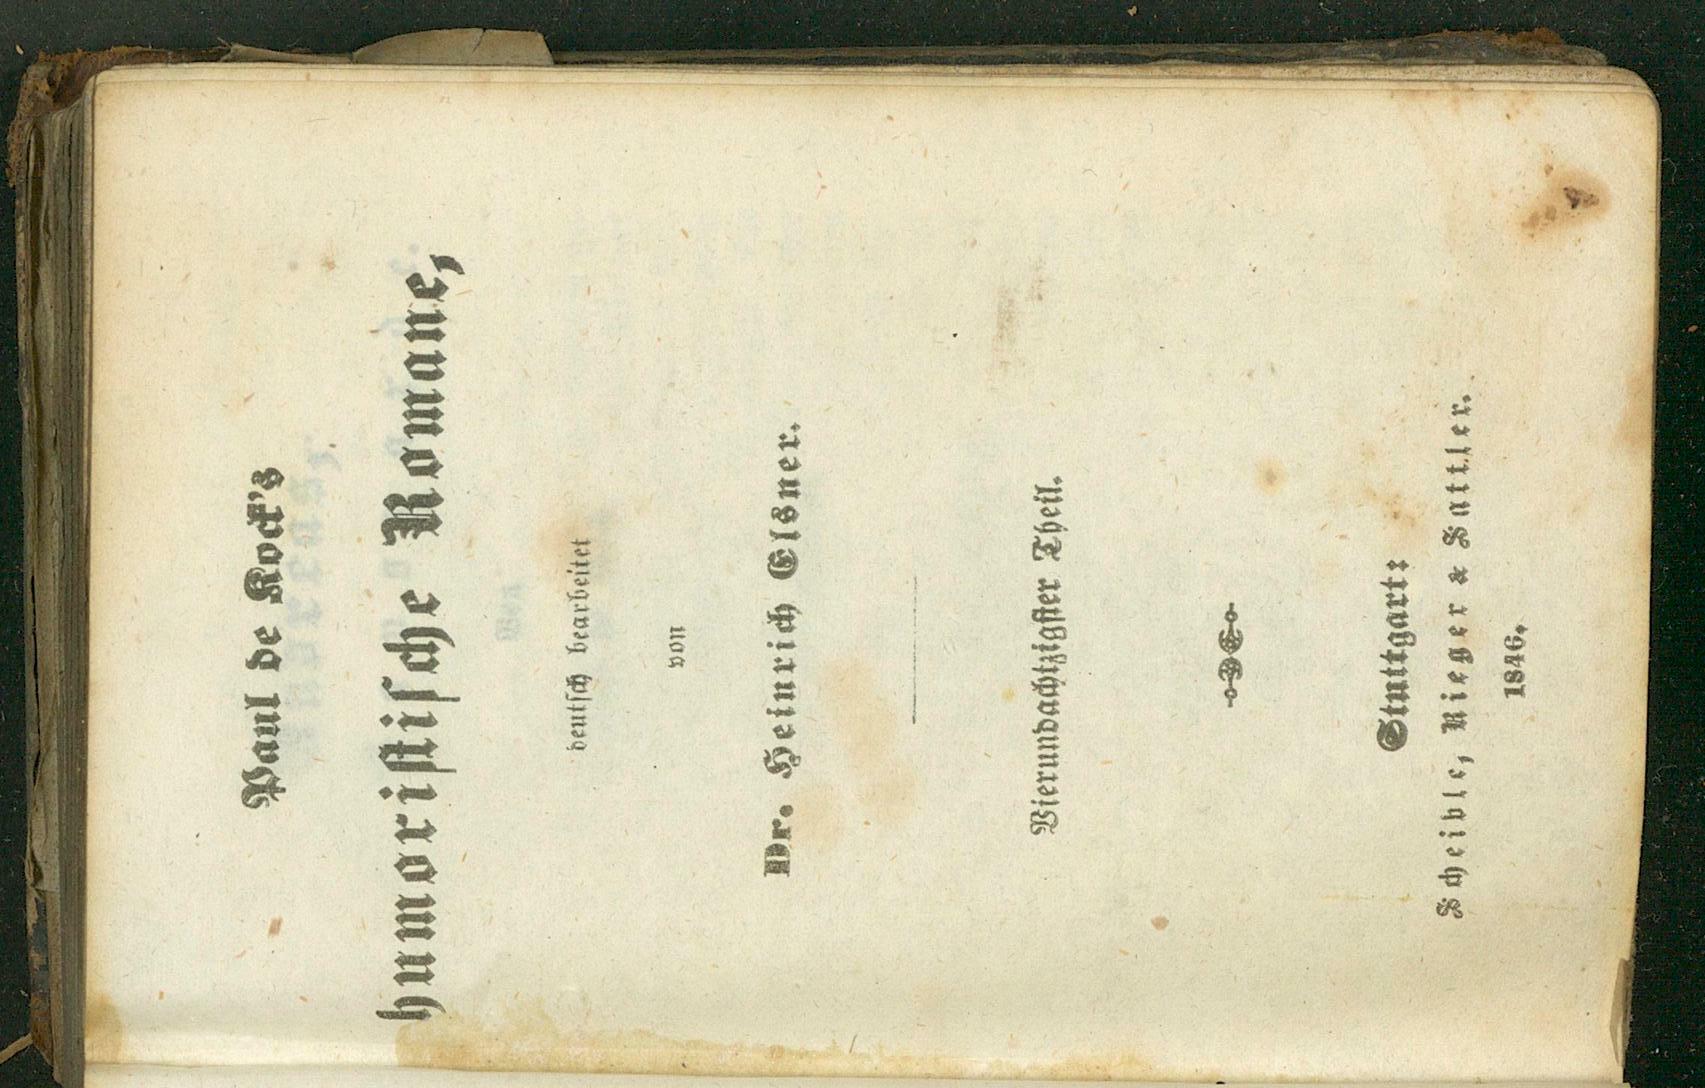 Paul de Kock's
humoriſtiſche Romane,
deutſch bearbeitet
von
Dr. Heinrich Elsner.
Vierundachtzigſter Theil.
Stuttgart:
Scheible, Rieger & Sattler.
1846.